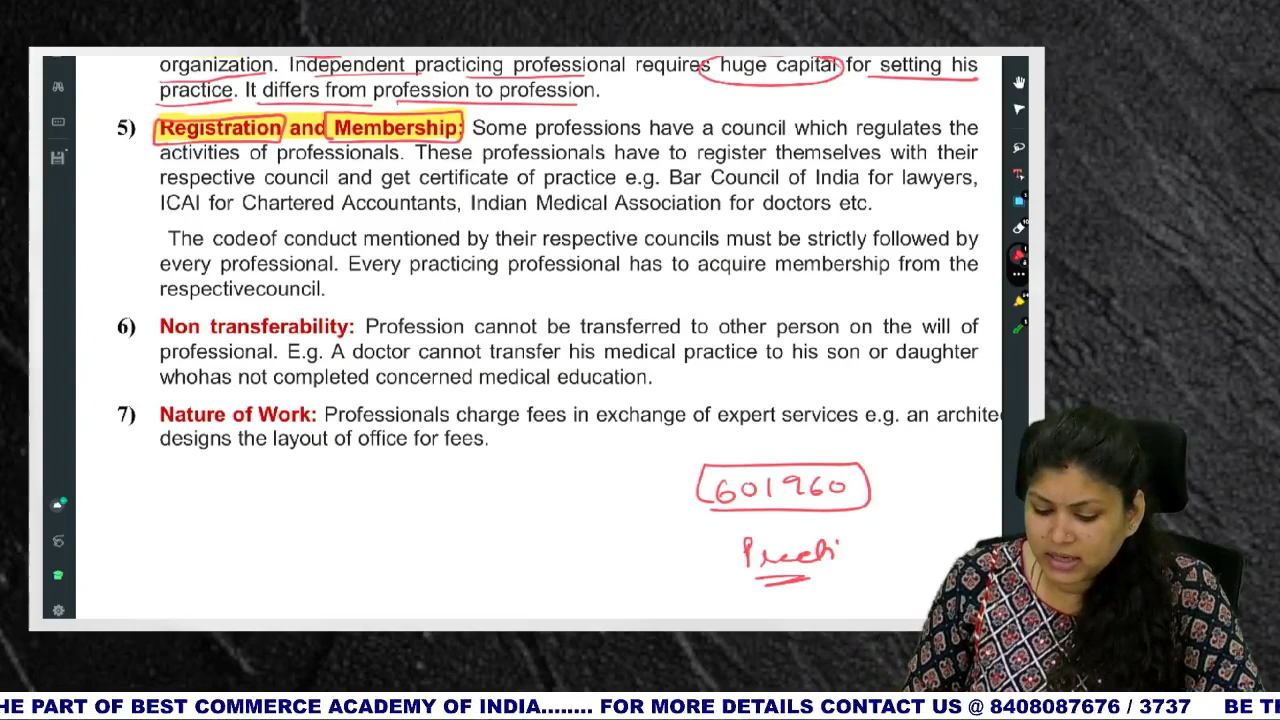 organization. Independent practicing professional requires huge capital for setting his
practice. It differs from profession to profession.
5) Registration and Membership: Some professions have a council which regulates the
activities of professionals. These professionals have to register themselves with their
respective council and get certificate of practice e.g. Bar Council of India for lawyers,
ICAI for Chartered Accountants, Indian Medical Association for doctors etc.
The codeof conduct mentioned by their respective councils must be strictly followed by
every professional. Every practicing professional has to acquire membership from the
respectivecouncil.
6) Non transferability: Profession cannot be transferred to other person on the will of
professional. E.g. A doctor cannot transfer his medical practice to his son or daughter
whohas not completed concerned medical education.
7) Nature of Work: Professionals charge fees in exchange of expert services e.g. an archite
designs the layout of office for fees.
601960
HE PART OF BEST COMMERCE ACADEMY OF INDIA........ FOR MORE DETAILS CONTACT US @ 8408087676 / 3737 BE TH